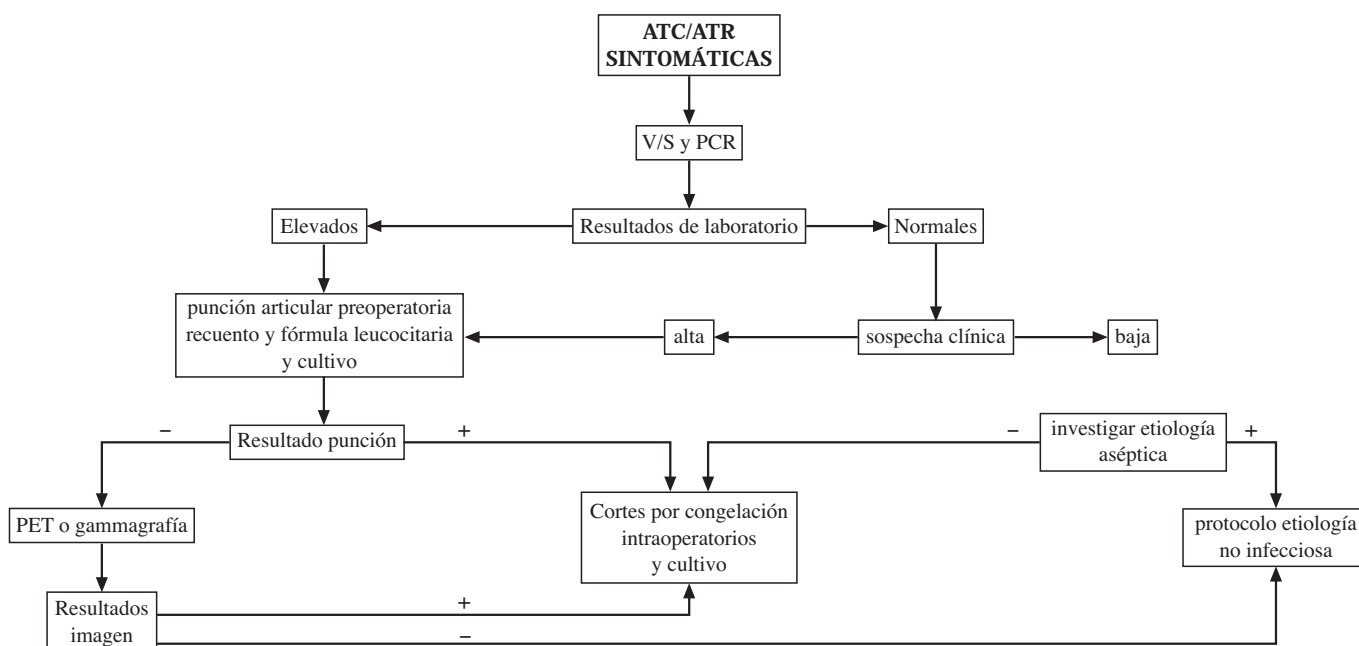 ATC/ATR
SINTOMÁTICAS
V/S y PCR
Elevados
Resultados de laboratorio
Normales
punción articular preoperatoria
recuento y fórmula leucocitaria
y cultivo
alta
sospecha clínica
baja
–
Resultado punción
+
–
investigar etiología
aséptica
+
PET o gammagrafía
Cortes por congelación
intraoperatorios
y cultivo
protocolo etiología
no infecciosa
Resultados
imagen
+
–